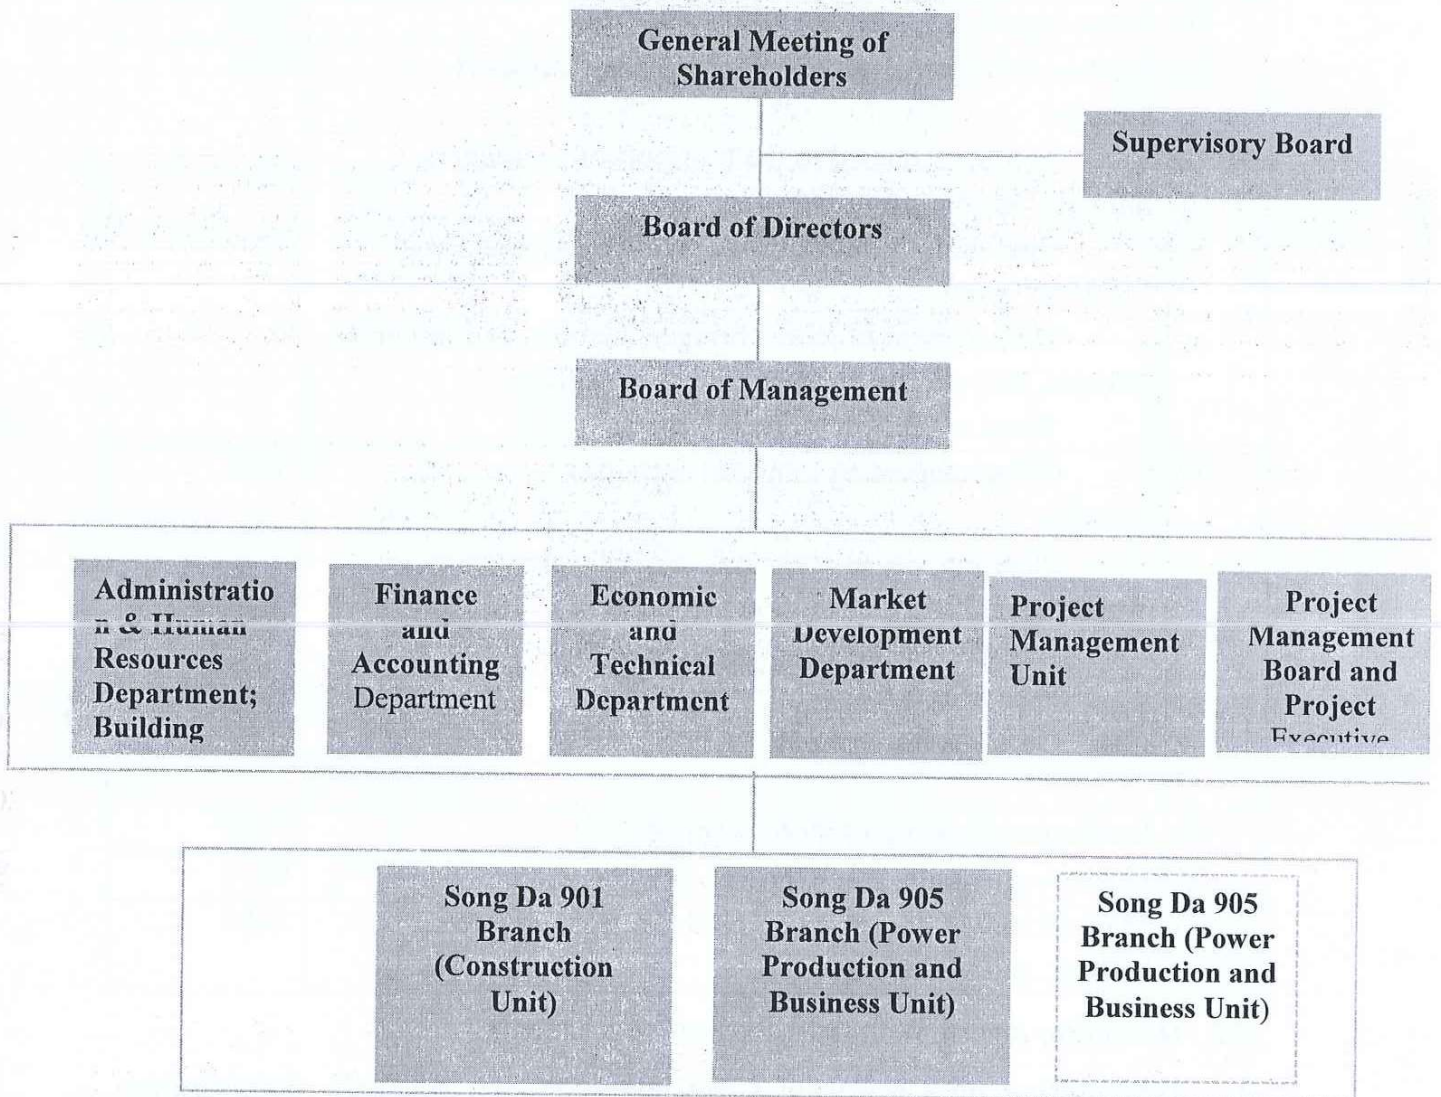 General Meeting of
Shareholders
Supervisory Board
Board of Directors
Board of Management
Administratio
n & Human
Resources
Department;
Building
Finance
and
Accounting
Department
Economic
and
Technical
Department
Market
Development
Department
Project
Management
Unit
Project
Management
Board and
Project
Executive
Song Da 901
Branch
(Construction
Unit)
Song Da 905
Branch (Power
Production and
Business Unit)
Song Da 905
Branch (Power
Production and
Business Unit)